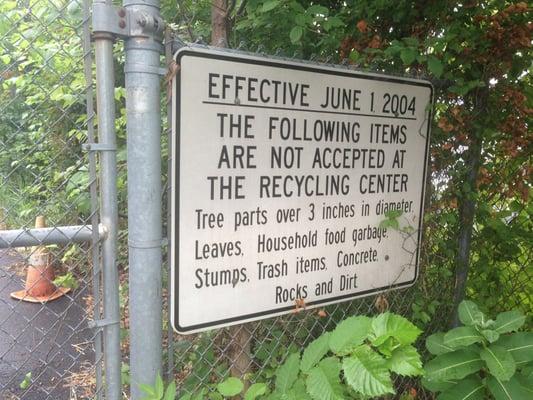 EFFECTIVE JUNE 1, 2004
THE FOLLOWING ITEMS
ARE NOT ACCEPTED AT
THE RECYCLING CENTER
Tree parts over 3 inches in diameter,
Leaves, Household food garbage,
Stumps, Trash items, Concrete,
Rocks and Dirt